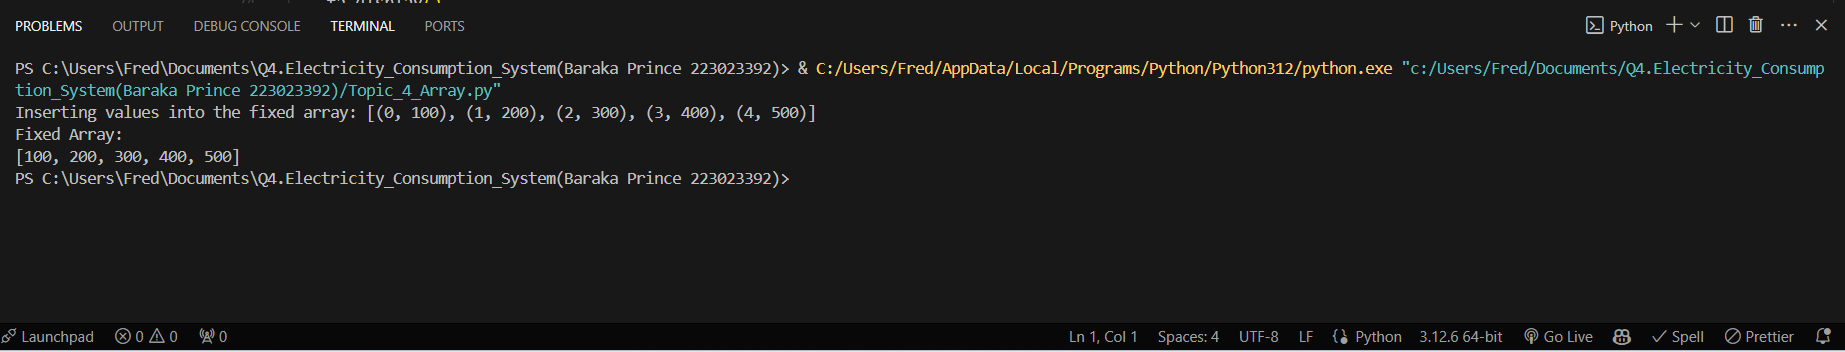 PROBLEMS OUTPUT DEBUG CONSOLE TERMINAL PORTS Python
PS C:\Users\Fred\Documents\Q4.Electricity_Consumption_System(Baraka Prince 223023392)> & C:/Users/Fred/AppData/Local/Programs/Python/Python312/python.exe "c:/Users/Fred/Documents/Q4.Electricity_Consump
tion_System(Baraka Prince 223023392)/Topic_4_Array.py"
Inserting values into the fixed array: [(0, 100), (1, 200), (2, 300), (3, 400), (4, 500)]
Fixed Array:
[100, 200, 300, 400, 500]
PS C:\Users\Fred\Documents\Q4.Electricity_Consumption_System(Baraka Prince 223023392)>
Launchpad 0 0 0 Ln 1, Col 1 Spaces: 4 UTF-8 LF Python 3.12.6 64-bit Go Live Spell Prettier